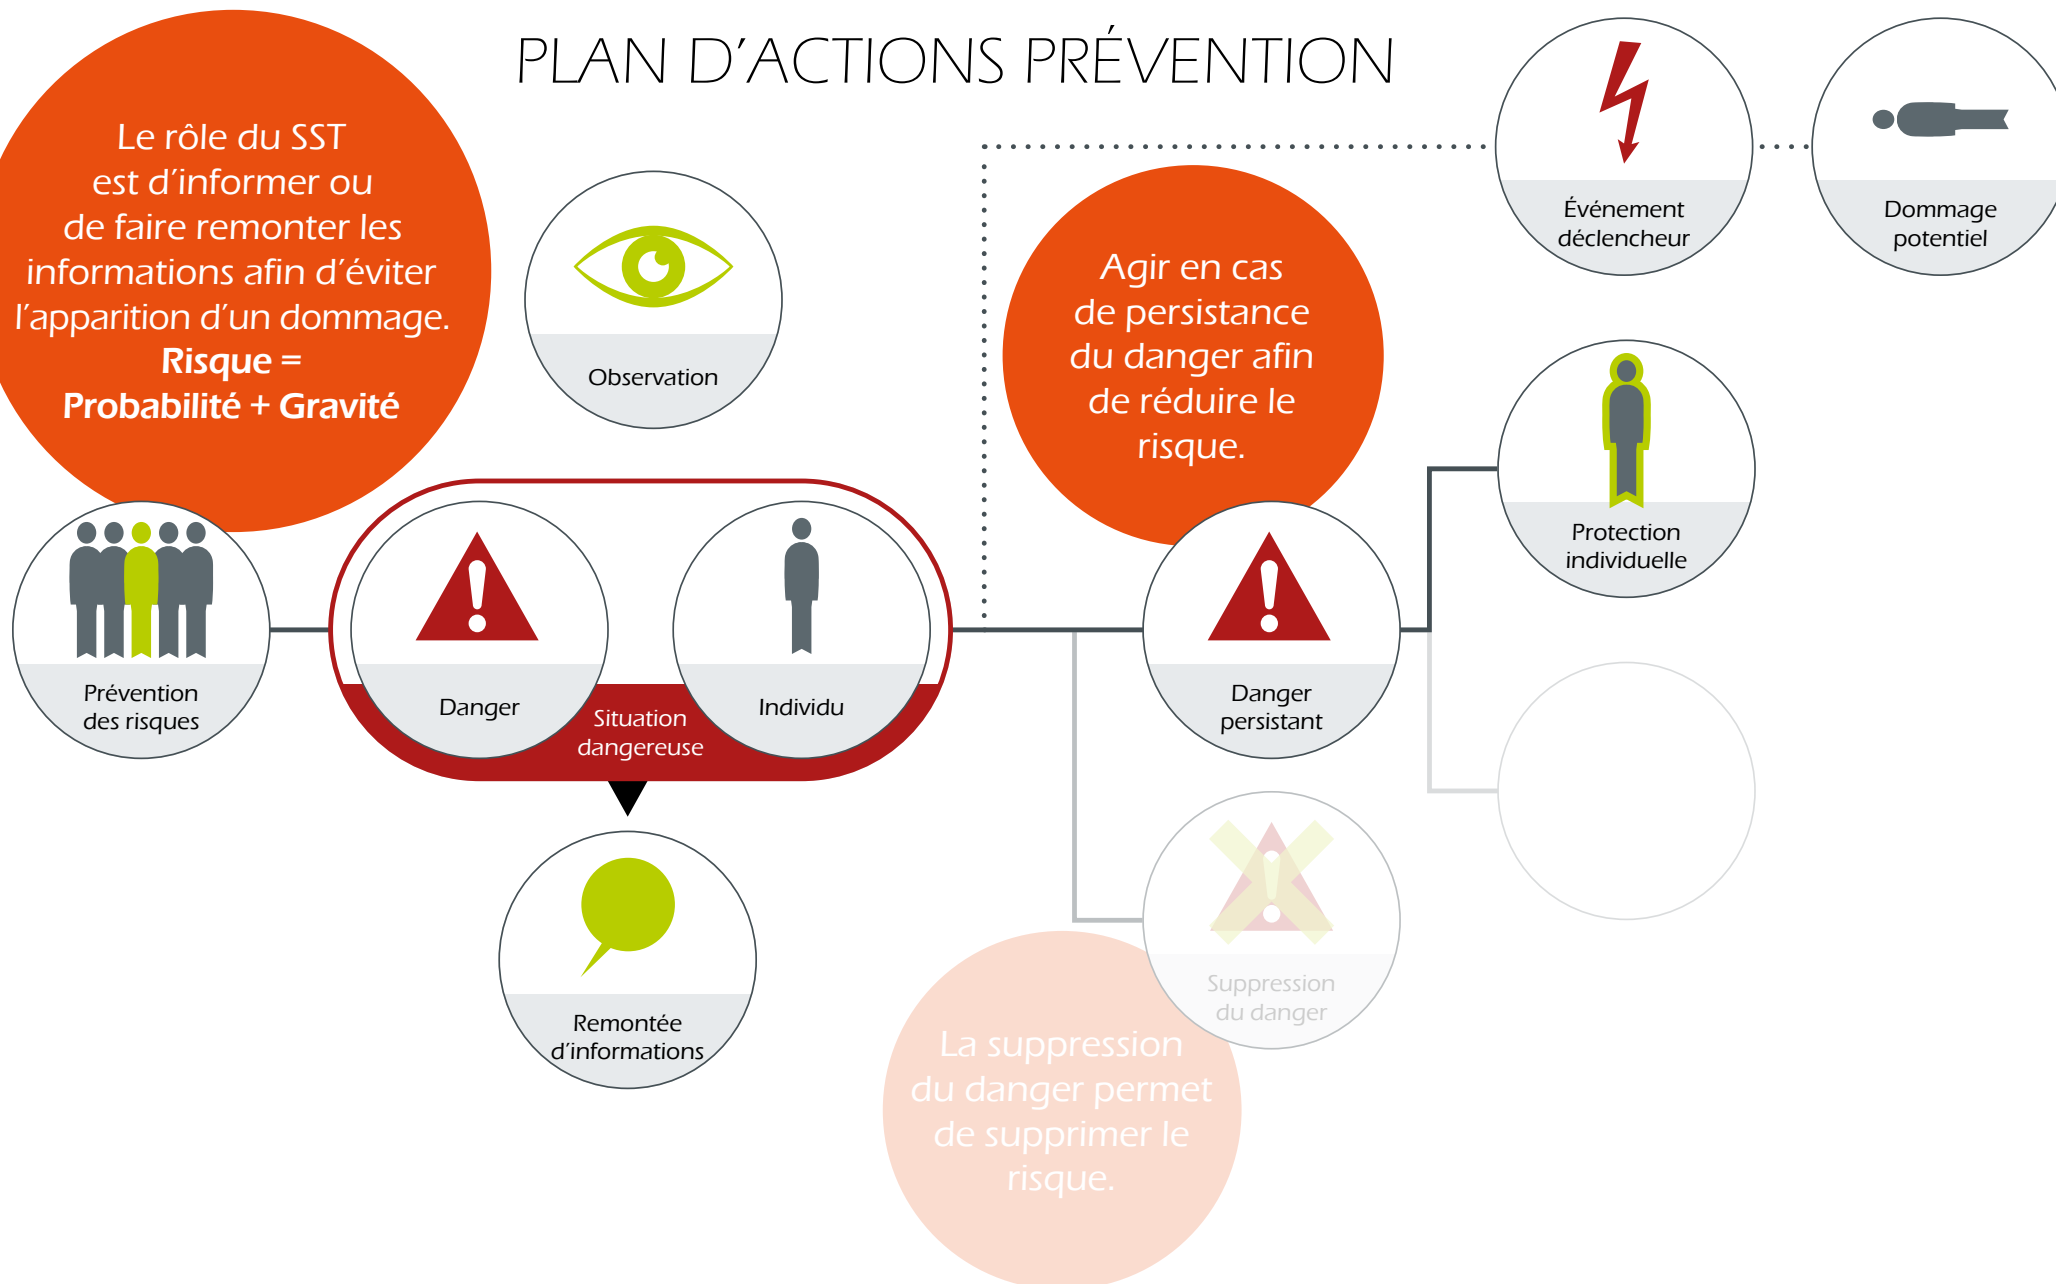 PLAN D’ACTIONS PRÉVENTION
Le rôle du SST
est d’informer ou
de faire remonter les
informations afin d’éviter
l’apparition d’un dommage.
Risque =
Probabilité + Gravité
Observation
Agir en cas
de persistance
du danger afin
de réduire le
risque.
Événement
déclencheur
Dommage
potentiel
Protection
individuelle
Prévention
des risques
Danger
Situation
dangereuse
Individu
Danger
persistant
Remontée
d’informations
Suppression
du danger
La suppression
du danger permet
de supprimer le
risque.